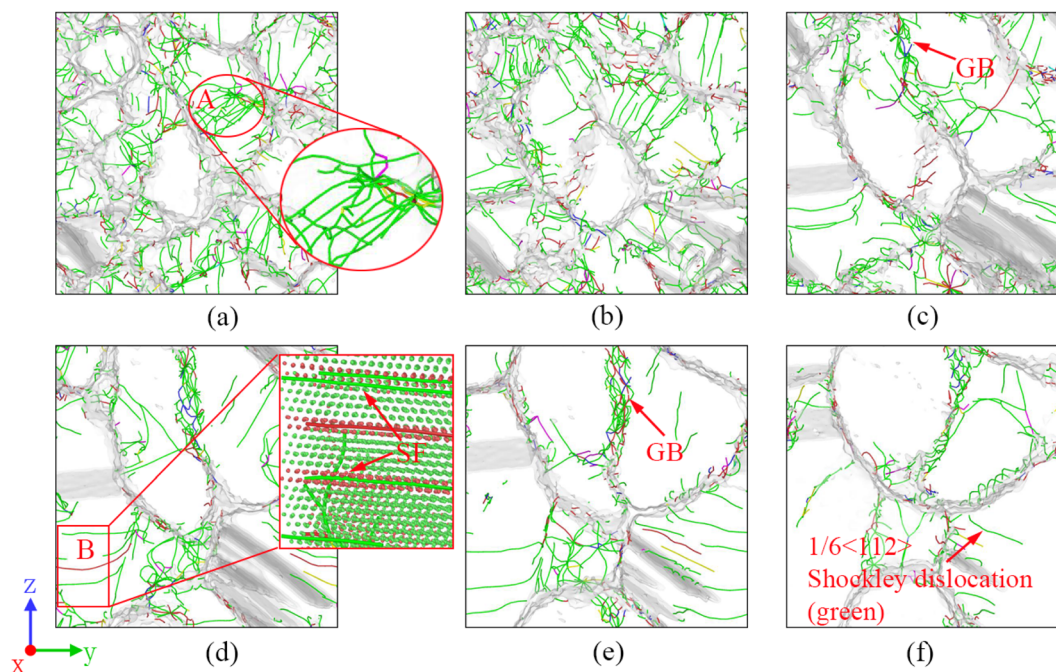 A
GB
(a)
(b)
(c)
SF
B
GB
1/6<112>
Shockley dislocation
(green)
z
y
x
(d)
(e)
(f)